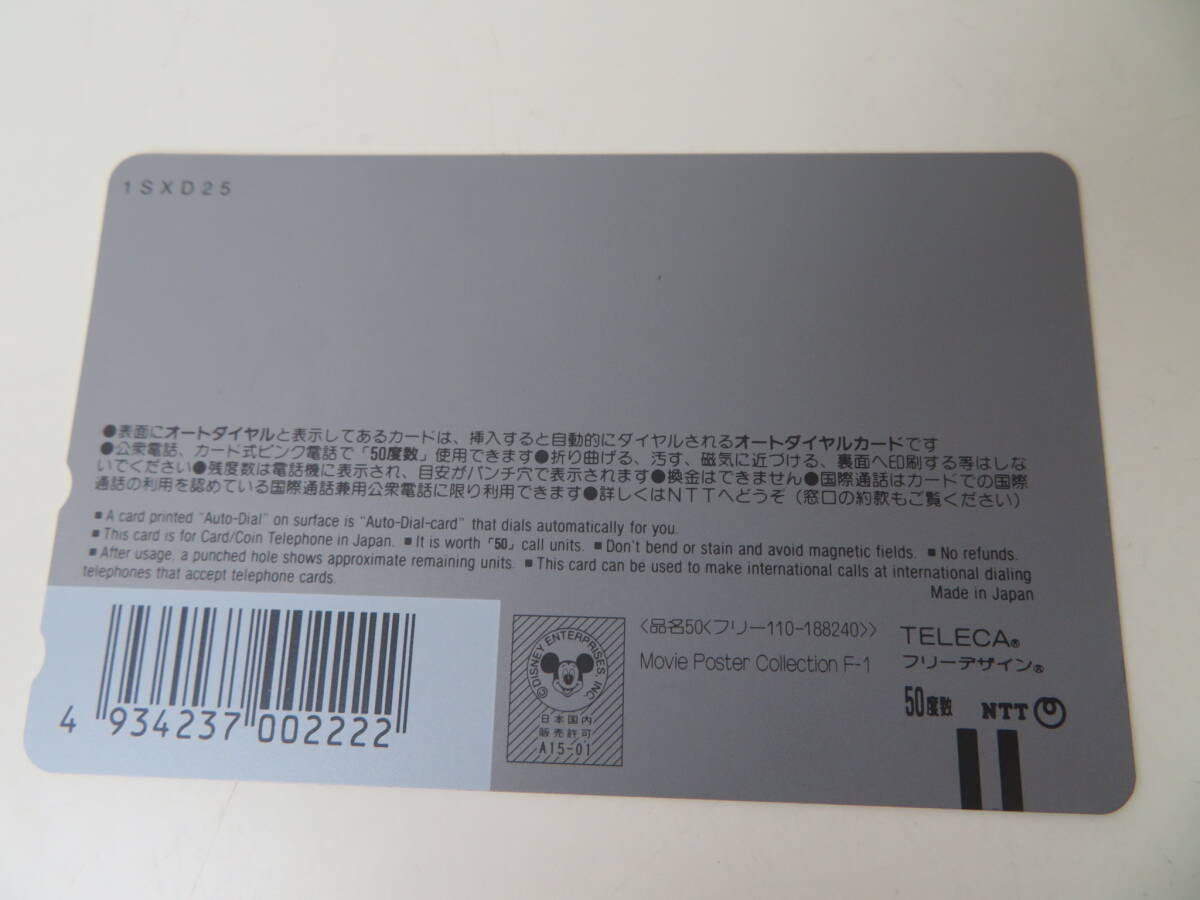 1SXD25
●表面にオートダイヤルと表示してあるカードは、挿入すると自動的にダイヤルされるオートダイヤルカードです
●公衆電話、カード式ピンク電話で「50度数」使用できます●折り曲げる、汚す、磁気に近づける、裏面へ印刷する等はしな
いでください●残度数は電話機に表示され、目安がパンチ穴で表示されます●換金はできません●国際通話はカードでの国際
通話の利用を認めている国際通話兼用公衆電話に限り利用できます●詳しくはNTTへどうぞ（窓口の約款もご覧ください）
■A card printed "Auto-Dial" on surface is "Auto-Dial-card" that dials automatically for you.
■This card is for Card/Coin Telephone in Japan. ■It is worth「50」call units. ■Don't bend or stain and avoid magnetic fields. ■No refunds.
■After usage, a punched hole shows approximate remaining units. ■This card can be used to make international calls at international dialing
telephones that accept telephone cards.
Made in Japan
4 934237 002222
©DISNEY ENTERPRISES, INC.
日本国内
販売許可
A15-01
〈品名50〈フリー110-188240〉〉
Movie Poster Collection F-1
TELECA®
フリーデザイン®
50度数 NTT